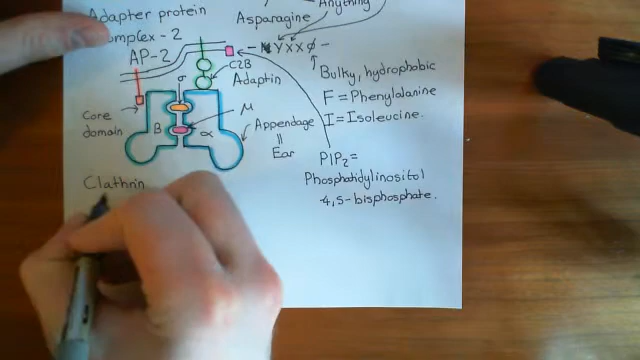 Adapter protein
complex - 2
AP-2
Asparagine
Anything
- N Y X X Ø -
Bulky, hydrophobic
F = Phenylalanine
I = Isoleucine.
C2B
Adaptin
σ
Core
domain
β
μ
α
Appendage
=
Ear
PIP₂ =
Phosphatidylinositol
-4,5-bisphosphate.
Clathrin